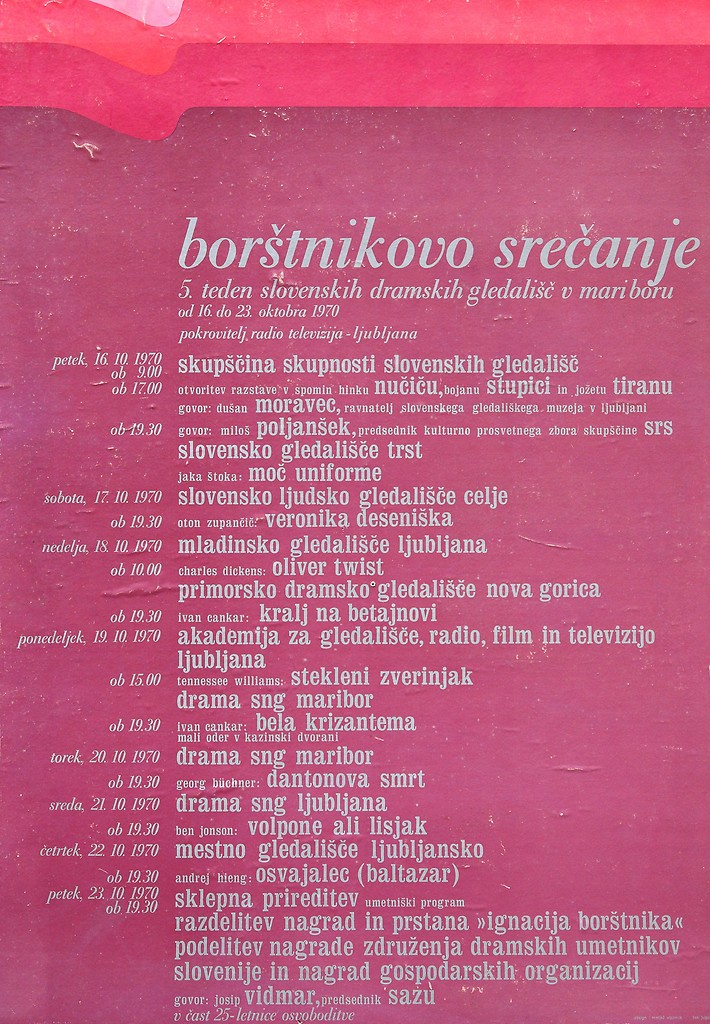 borštnikovo srečanje
5. teden slovenskih dramskih gledališč v mariboru
od 16. do 23. oktobra 1970
pokrovitelj radio televizija - ljubljana
petek, 16. 10. 1970
ob 9.00 skupščina skupnosti slovenskih gledališč
ob 17.00 otvoritev razstave v spomin hinku nučiču, bojanu stupici in jožetu tiranu
govor: dušan moravec, ravnatelj slovenskega gledališkega muzeja v ljubljani
ob 19.30 govor: miloš poljanšek, predsednik kulturno prosvetnega zbora skupščine srs
slovensko gledališče trst
jaka štoka: moč uniforme
sobota, 17. 10. 1970 slovensko ljudsko gledališče celje
ob 19.30 oton zupančič: veronika deseniška
nedelja, 18. 10. 1970 mladinsko gledališče ljubljana
ob 10.00 charles dickens: oliver twist
primorsko dramsko gledališče nova gorica
ob 19.30 ivan cankar: kralj na betajnovi
ponedeljek, 19. 10. 1970 akademija za gledališče, radio, film in televizijo
ljubljana
ob 15.00 tennessee williams: stekleni zverinjak
drama sng maribor
ob 19.30 ivan cankar: bela krizantema
mali oder v kazinski dvorani
torek, 20. 10. 1970 drama sng maribor
ob 19.30 georg büchner: dantonova smrt
sreda, 21. 10. 1970 drama sng ljubljana
ob 19.30 ben jonson: volpone ali lisjak
četrtek, 22. 10. 1970 mestno gledališče ljubljansko
ob 19.30 andrej hieng: osvajalec (baltazar)
petek, 23. 10. 1970
ob 19.30 sklepna prireditev umetniški program
razdelitev nagrad in prstana »ignacija borštnika«
podelitev nagrade združenja dramskih umetnikov
slovenije in nagrad gospodarskih organizacij
govor: josip vidmar, predsednik sazu
v čast 25-letnice osvoboditve